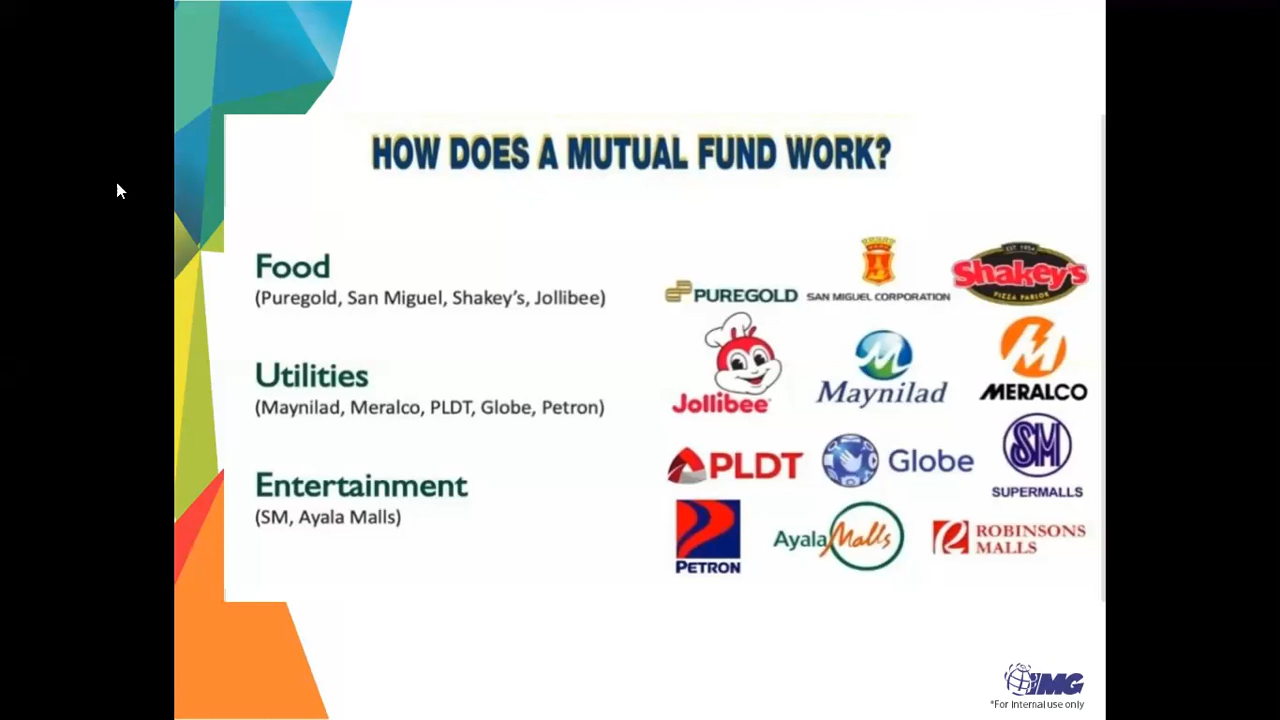 HOW DOES A MUTUAL FUND WORK?
Food
(Puregold, San Miguel, Shakey's, Jollibee)
Utilities
(Maynilad, Meralco, PLDT, Globe, Petron)
Entertainment
(SM, Ayala Malls)
PUREGOLD
SAN MIGUEL CORPORATION
EST. 1954
Shakey's
PIZZA PARLOR
Jollibee
Maynilad
MERALCO
PLDT
Globe
SM
SUPERMALLS
PETRON
Ayala Malls
ROBINSONS
MALLS
IMG
*For Internal use only